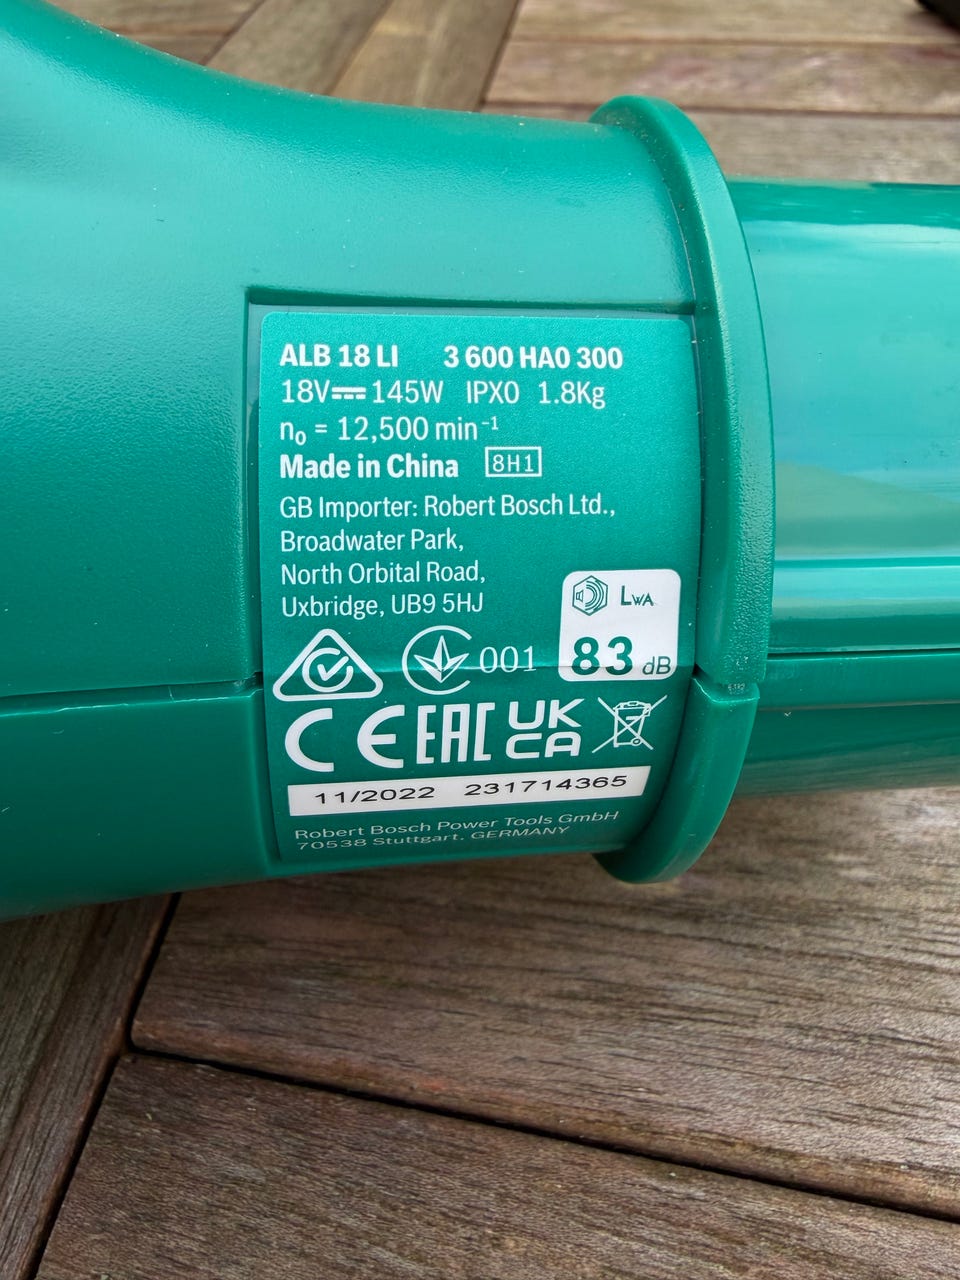 ALB 18 LI 3 600 HA0 300
18V⎓145W IPX0 1.8Kg
n₀ = 12,500 min⁻¹
Made in China 8H1
GB Importer: Robert Bosch Ltd.,
Broadwater Park,
North Orbital Road,
Uxbridge, UB9 5HJ
LWA
001
83 dB
CE EAC UK CA
11/2022 231714365
Robert Bosch Power Tools GmbH
70538 Stuttgart, GERMANY